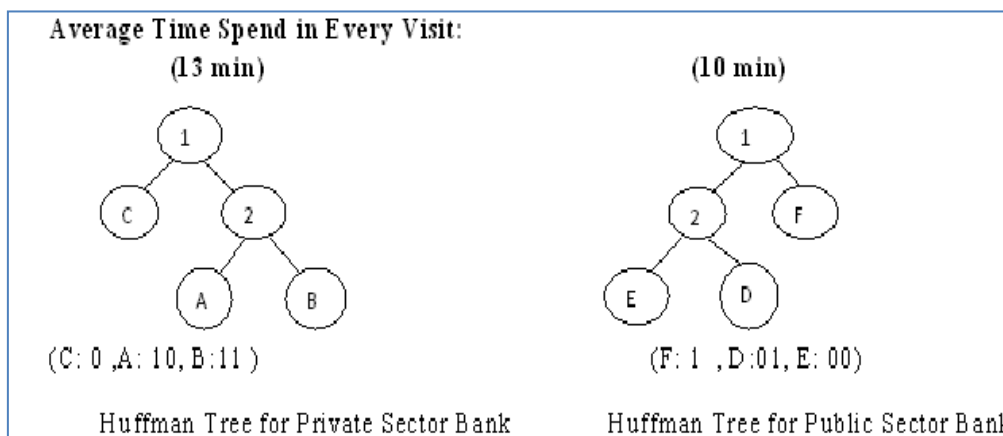 Average Time Spend in Every Visit:
(13 min) (10 min)
1 1
C 2 2 F
A B E D
(C: 0 ,A: 10, B:11 ) (F: 1 , D:01, E: 00)
Huffman Tree for Private Sector Bank Huffman Tree for Public Sector Bank